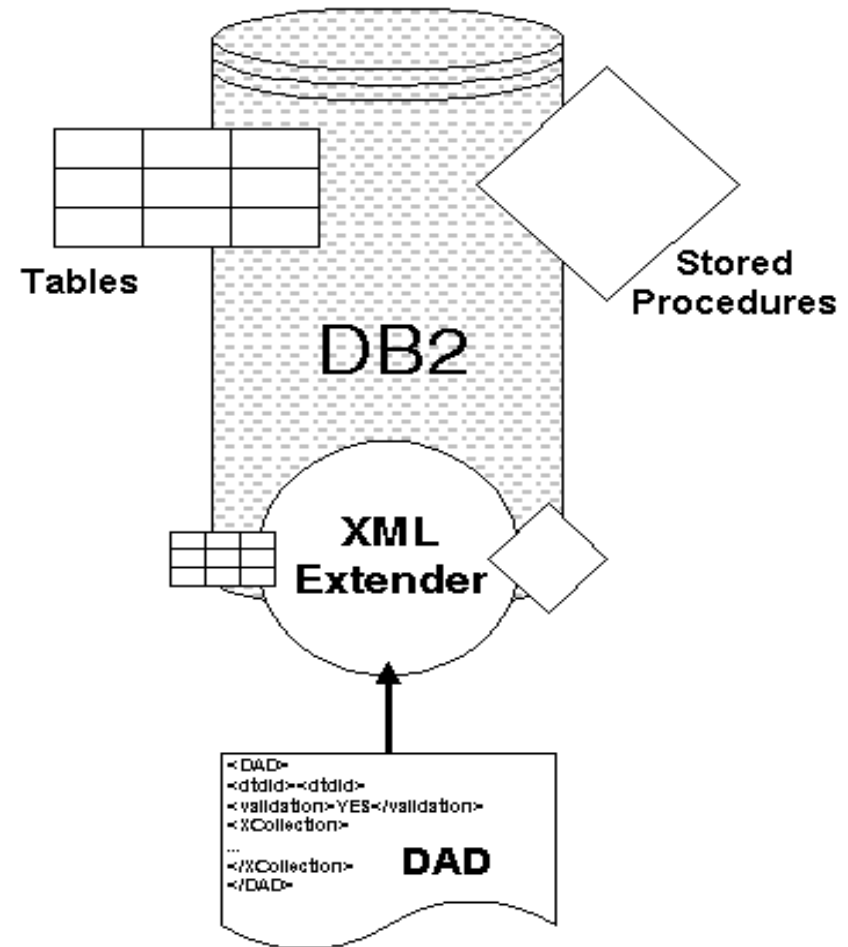 Tables
Stored
Procedures
DB2
XML
Extender
<DAD>
<dtdid><dtdid>
<validation>YES</validation>
<XCollection>
...
</XCollection>
</DAD>
DAD